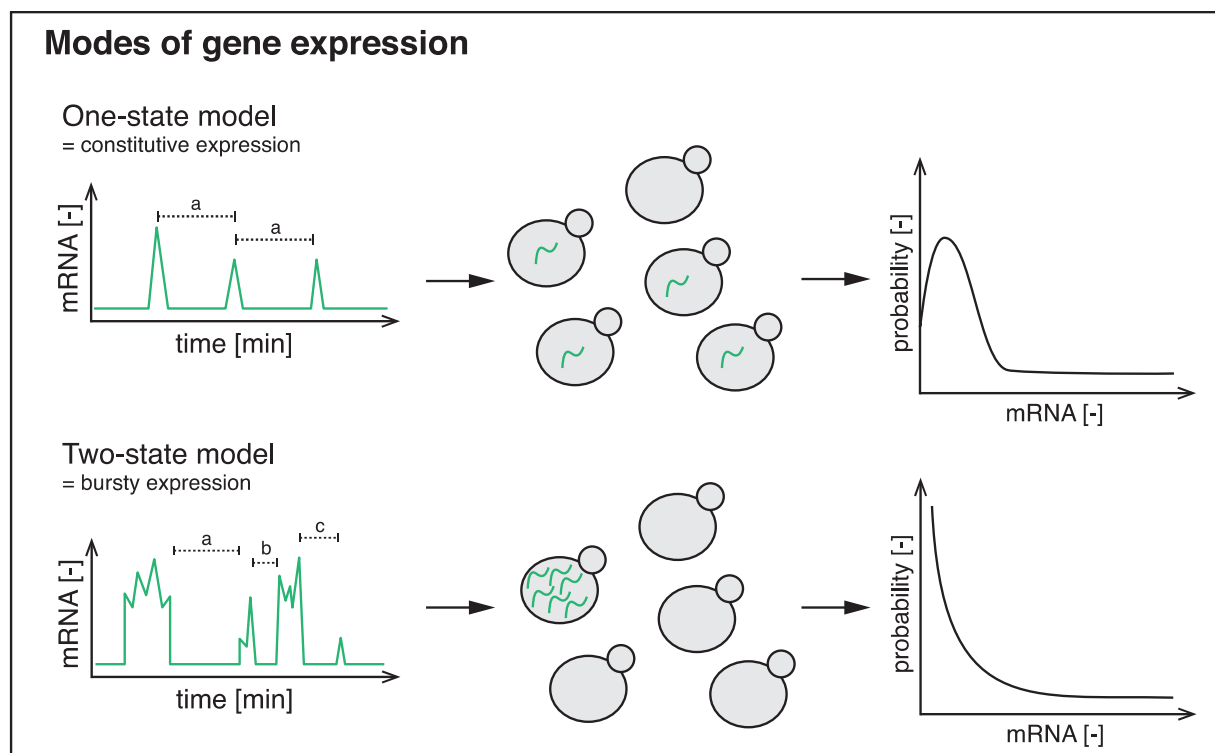 Modes of gene expression
One-state model
= constitutive expression
mRNA [-]
a
a
time [min]
probability [-]
mRNA [-]
Two-state model
= bursty expression
mRNA [-]
a
b
c
time [min]
probability [-]
mRNA [-]